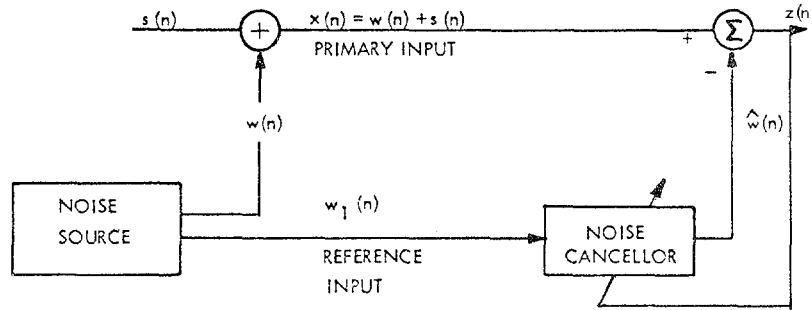 s(n)
x(n) = w(n) + s(n)
z(n
+
PRIMARY INPUT
+
Σ
−
w(n)
ŵ(n)
NOISE
SOURCE
w₁(n)
NOISE
CANCELLOR
REFERENCE
INPUT